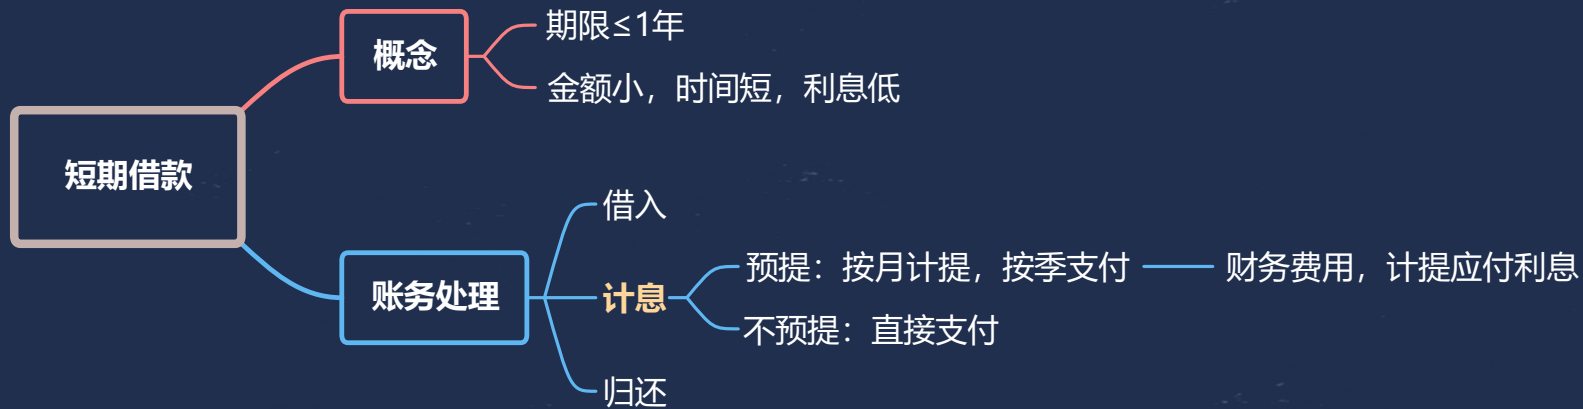 短期借款
概念
期限≤1年
金额小，时间短，利息低
账务处理
借入
计息
预提：按月计提，按季支付
财务费用，计提应付利息
不预提：直接支付
归还